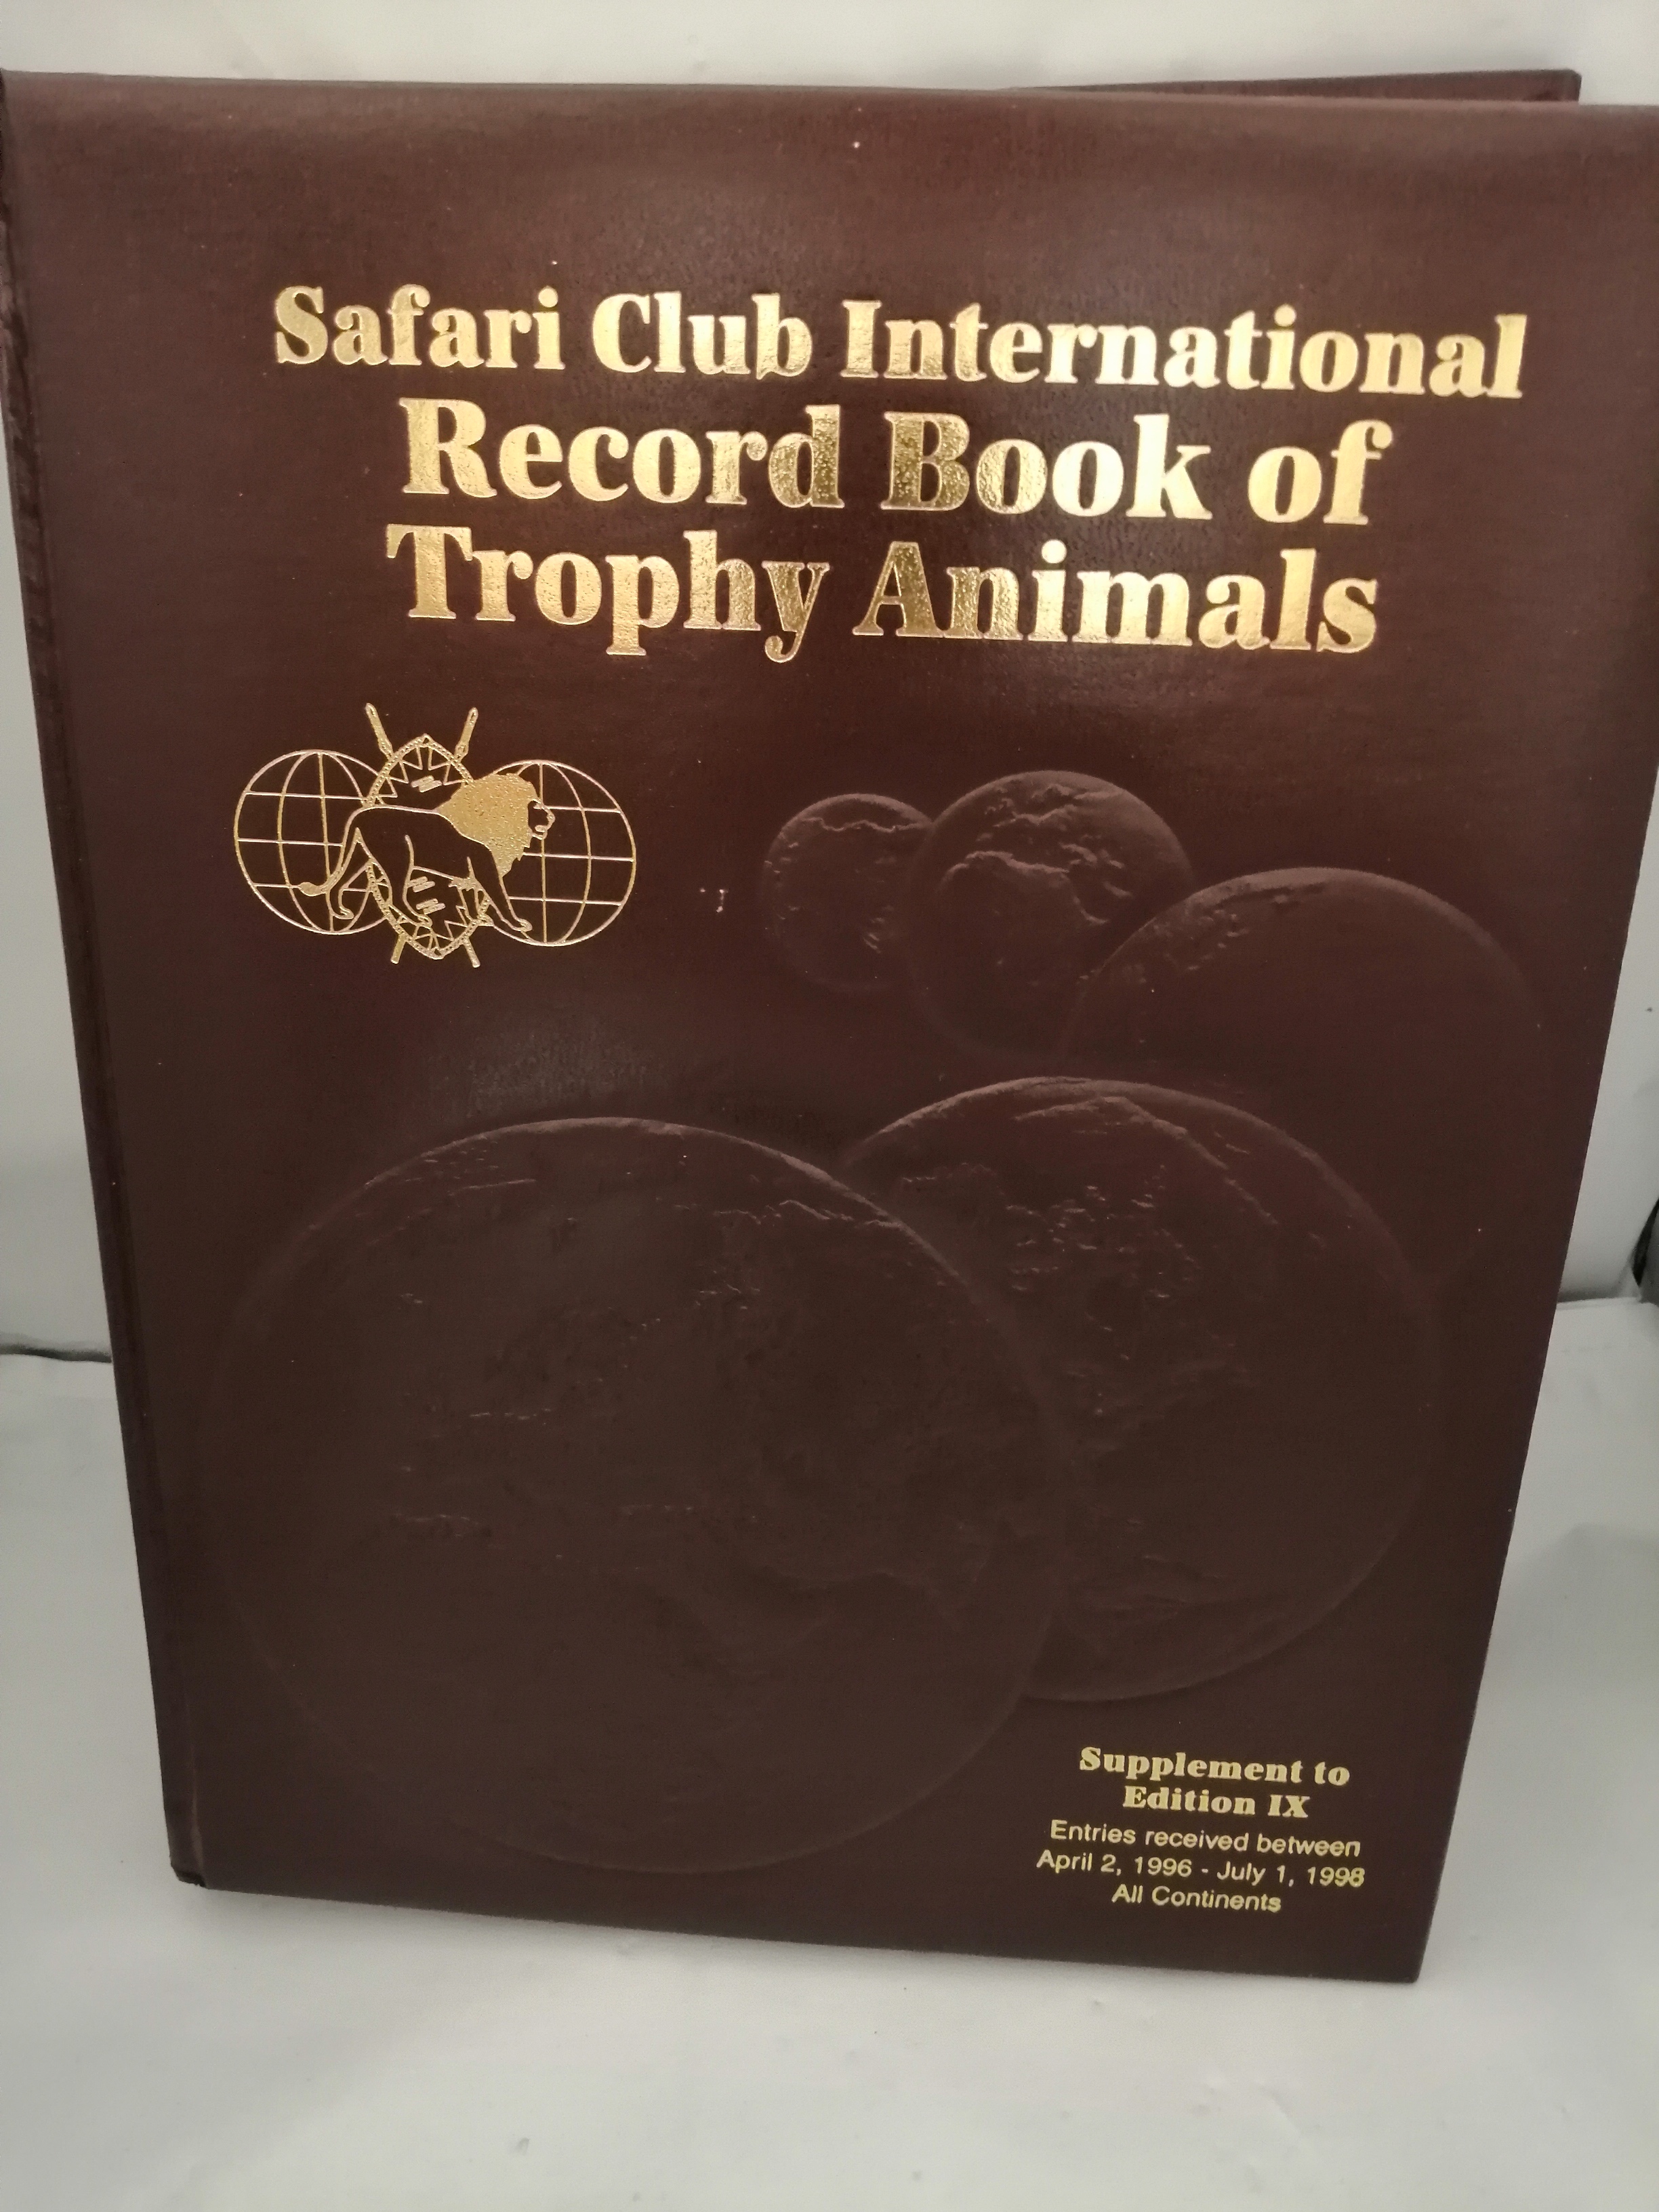 Safari Club International
Record Book of
Trophy Animals
Supplement to
Edition IX
Entries received between
April 2, 1996 - July 1, 1998
All Continents